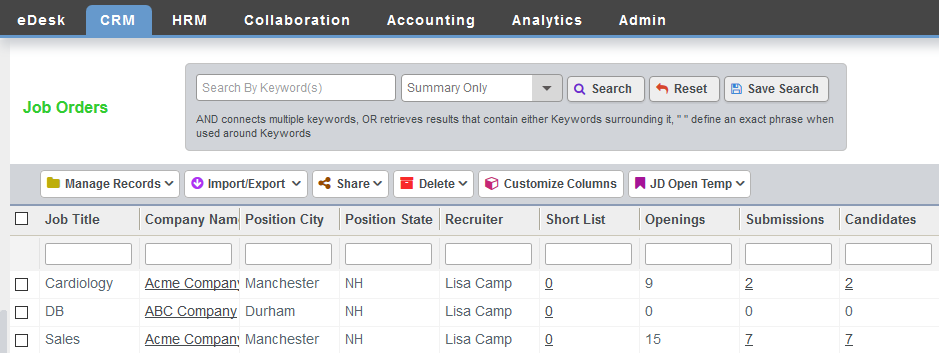 eDesk CRM HRM Collaboration Accounting Analytics Admin
Job Orders
Search By Keyword(s) Summary Only Search Reset Save Search
AND connects multiple keywords, OR retrieves results that contain either Keywords surrounding it, " " define an exact phrase when
used around Keywords
Manage Records Import/Export Share Delete Customize Columns JD Open Temp
Job Title Company Nam Position City Position State Recruiter Short List Openings Submissions Candidates
Cardiology Acme Company Manchester NH Lisa Camp 0 9 2 2
DB ABC Company Durham NH Lisa Camp 0 0 0 0
Sales Acme Company Manchester NH Lisa Camp 0 15 7 7